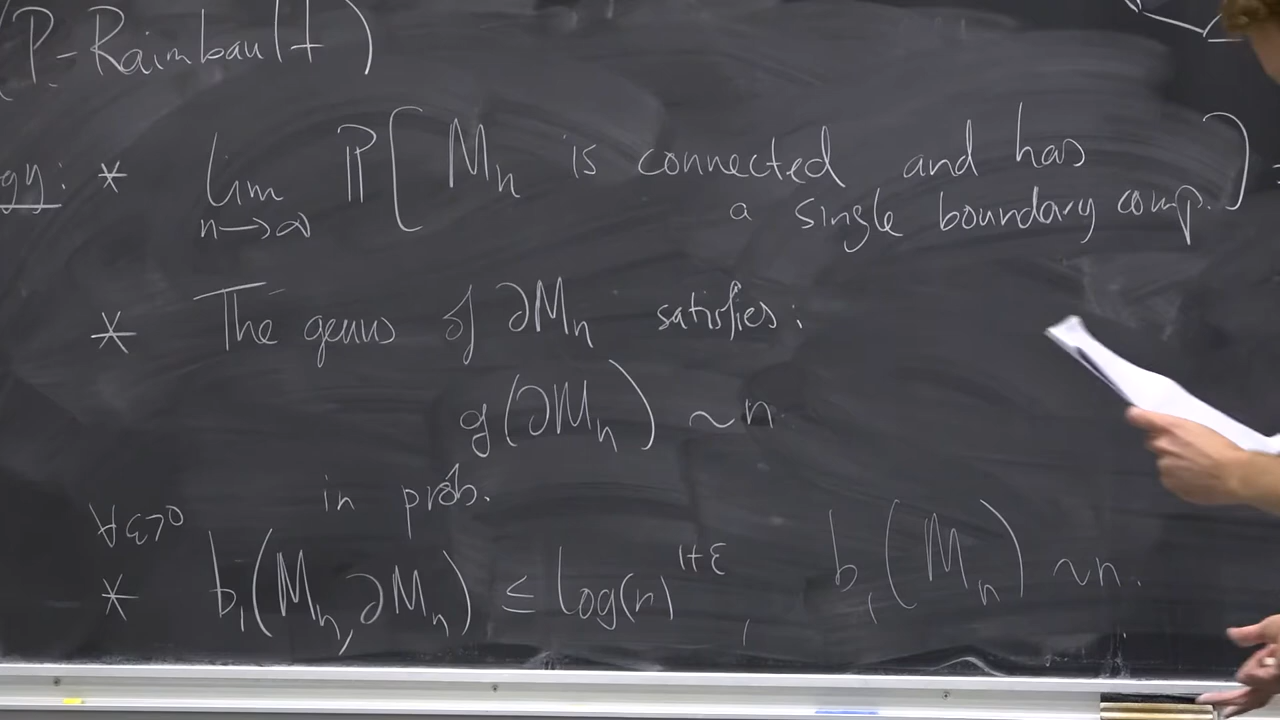 (P-Raimbault)
gy: * lim n→∞ ℙ[ Mₙ is connected and has
a single boundary comp. ]
* The genus of ∂Mₙ satisfies:
g(∂Mₙ) ~ n
in prob.
∀ε>0
* b₁(Mₙ, ∂Mₙ) ≤ log(n)^{1+ε}, b₁(Mₙ) ~ n.